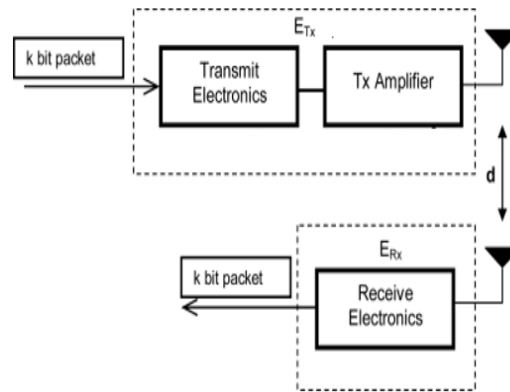 E_Tx
k bit packet
Transmit
Electronics
Tx Amplifier
d
E_Rx
k bit packet
Receive
Electronics